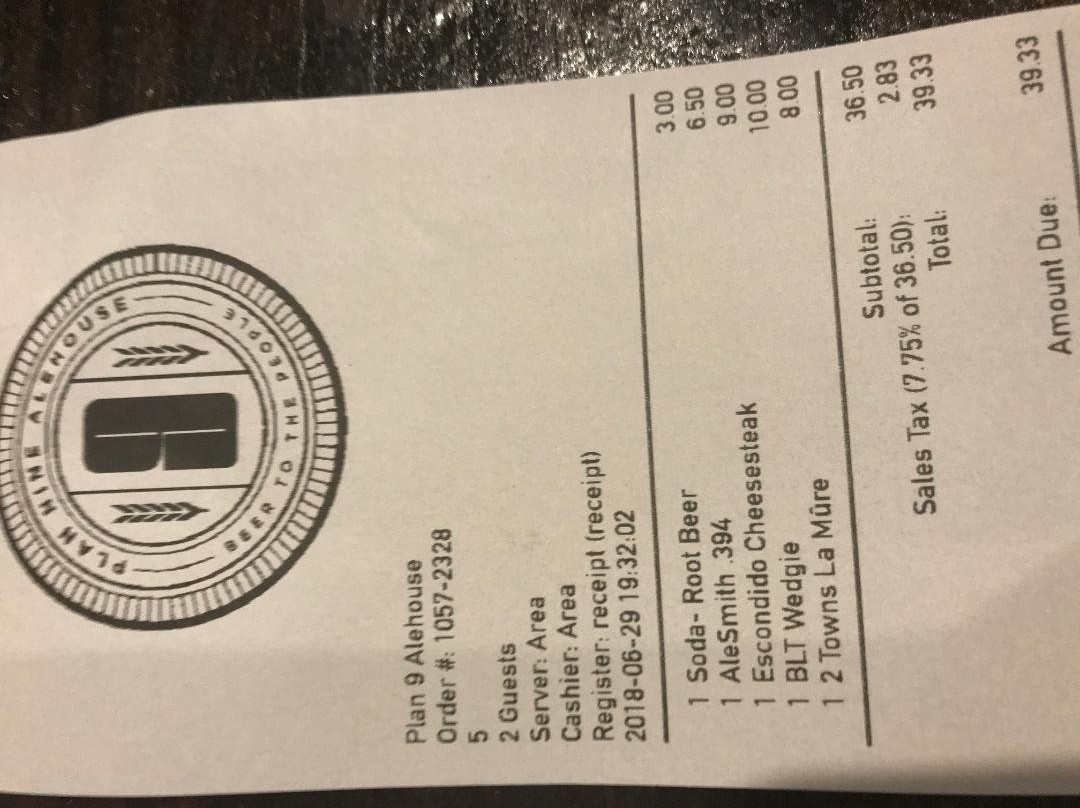 PLAN NINE ALEHOUSE
BEER TO THE PEOPLE
Plan 9 Alehouse
Order #: 1057-2328
5
2 Guests
Server: Area
Cashier: Area
Register: receipt (receipt)
2018-06-29 19:32:02
1 Soda- Root Beer 3.00
1 AleSmith .394 6.50
1 Escondido Cheesesteak 9.00
1 BLT Wedgie 10.00
1 2 Towns La Mûre 8.00
Subtotal: 36.50
Sales Tax (7.75% of 36.50): 2.83
Total: 39.33
Amount Due: 39.33